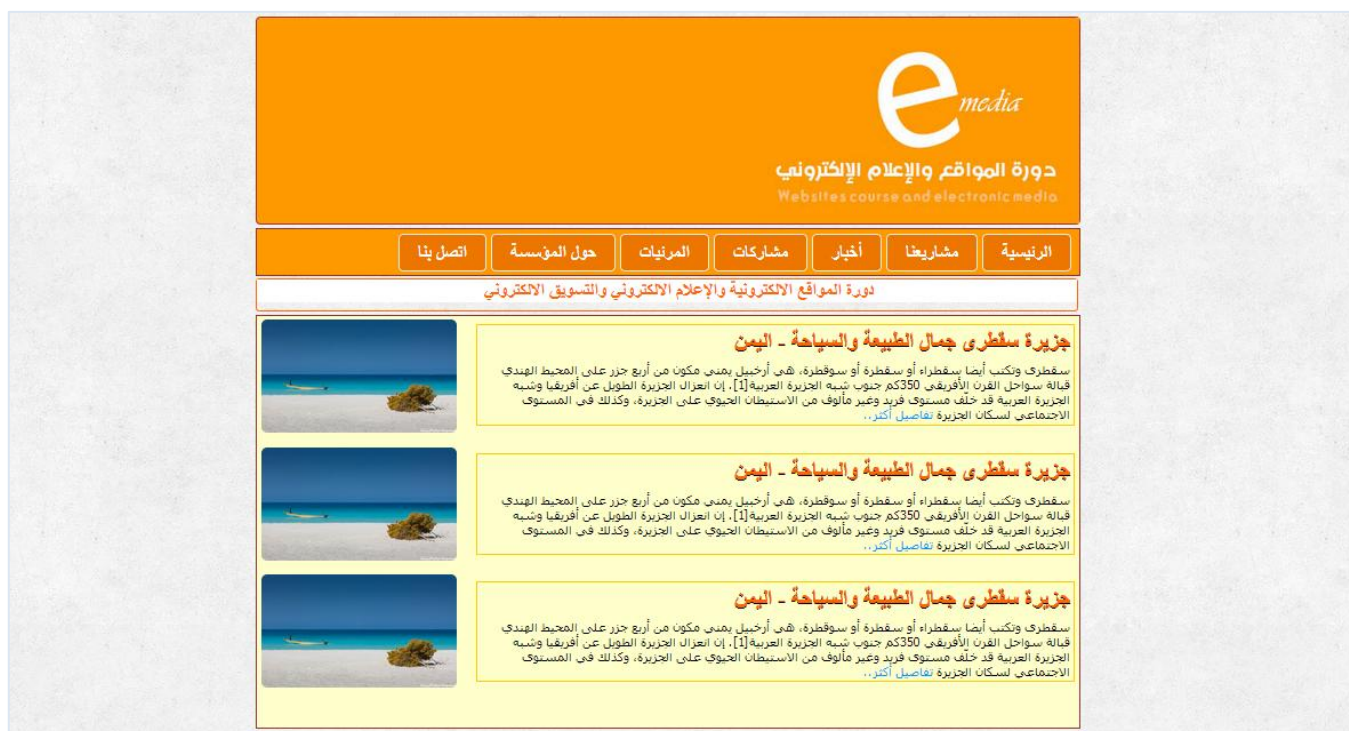 e media
دورة المواقع والإعلام الإلكتروني
Websites course and electronic media
الرئيسية مشاريعنا أخبار مشاركات المرئيات حول المؤسسة اتصل بنا
دورة المواقع الالكترونية والإعلام الالكتروني والتسويق الالكتروني
جزيرة سقطرى جمال الطبيعة والسياحة - اليمن
سقطرى وتكتب أيضا سقطراء أو سقطرة أو سوقطرة، هي أرخبيل يمني مكون من أربع جزر على المحيط الهندي
قبالة سواحل القرن الأفريقي 350كم جنوب شبه الجزيرة العربية[1]. إن انعزال الجزيرة الطويل عن أفريقيا وشبه
الجزيرة العربية قد خلّف مستوى فريد وغير مألوف من الاستيطان الحيوي على الجزيرة، وكذلك في المستوى
الاجتماعي لسكان الجزيرة تفاصيل أكثر..
جزيرة سقطرى جمال الطبيعة والسياحة - اليمن
سقطرى وتكتب أيضا سقطراء أو سقطرة أو سوقطرة، هي أرخبيل يمني مكون من أربع جزر على المحيط الهندي
قبالة سواحل القرن الأفريقي 350كم جنوب شبه الجزيرة العربية[1]. إن انعزال الجزيرة الطويل عن أفريقيا وشبه
الجزيرة العربية قد خلّف مستوى فريد وغير مألوف من الاستيطان الحيوي على الجزيرة، وكذلك في المستوى
الاجتماعي لسكان الجزيرة تفاصيل أكثر..
جزيرة سقطرى جمال الطبيعة والسياحة - اليمن
سقطرى وتكتب أيضا سقطراء أو سقطرة أو سوقطرة، هي أرخبيل يمني مكون من أربع جزر على المحيط الهندي
قبالة سواحل القرن الأفريقي 350كم جنوب شبه الجزيرة العربية[1]. إن انعزال الجزيرة الطويل عن أفريقيا وشبه
الجزيرة العربية قد خلّف مستوى فريد وغير مألوف من الاستيطان الحيوي على الجزيرة، وكذلك في المستوى
الاجتماعي لسكان الجزيرة تفاصيل أكثر..